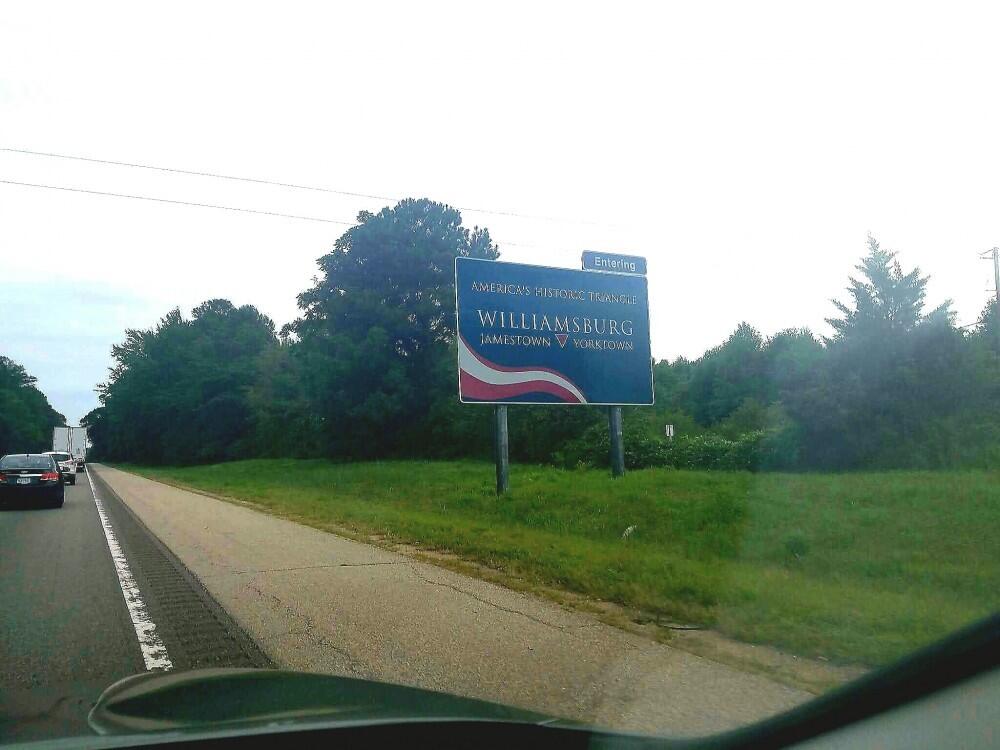 Entering
AMERICA'S HISTORIC TRIANGLE
WILLIAMSBURG
JAMESTOWN YORKTOWN